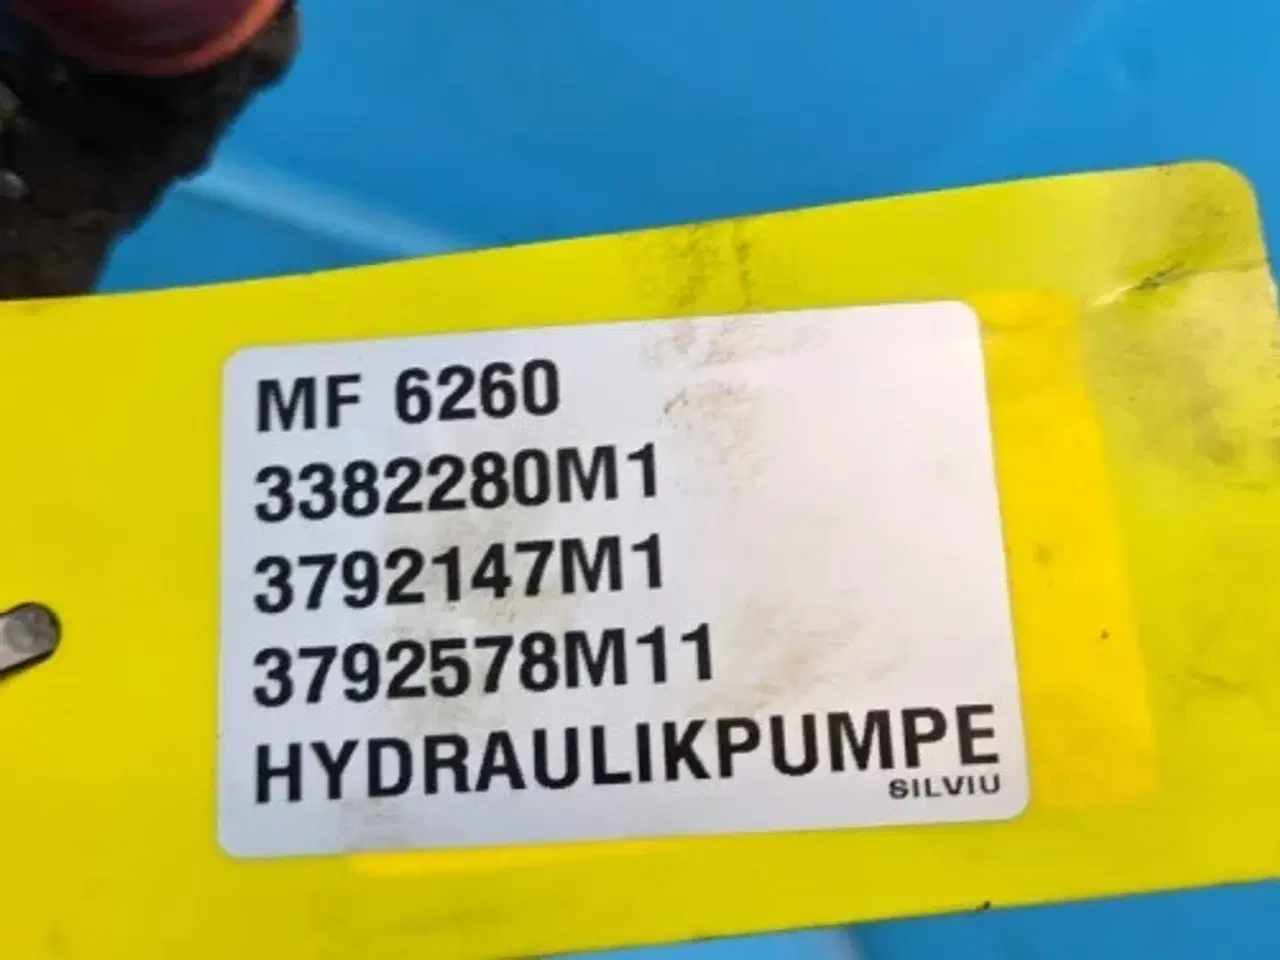 MF 6260
3382280M1
3792147M1
3792578M11
HYDRAULIKPUMPE
SILVIU